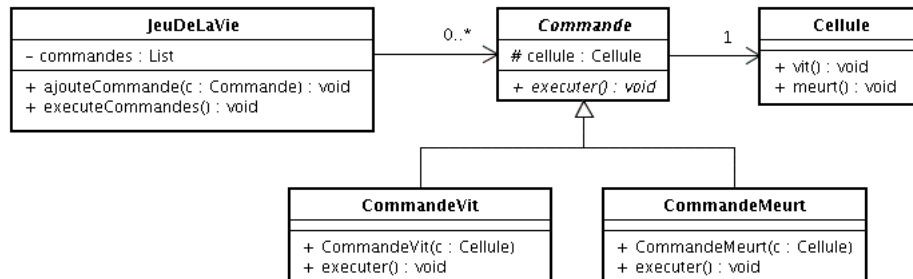 JeuDeLaVie
– commandes : List
+ ajouteCommande(c : Commande) : void
+ executeCommandes() : void
0..*
Commande
# cellule : Cellule
+ executer() : void
1
Cellule
+ vit() : void
+ meurt() : void
CommandeVit
+ CommandeVit(c : Cellule)
+ executer() : void
CommandeMeurt
+ CommandeMeurt(c : Cellule)
+ executer() : void